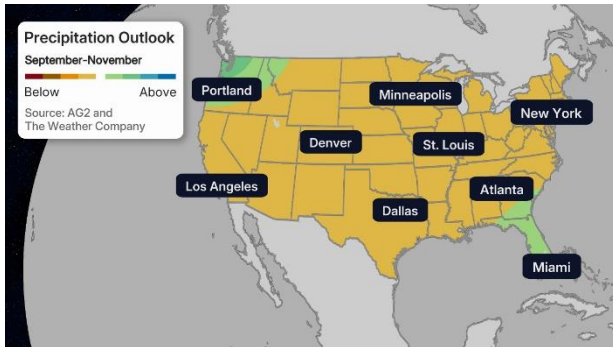 Precipitation Outlook
September-November
Below Above
Source: AG2 and
The Weather Company
Portland
Minneapolis
New York
Denver
St. Louis
Los Angeles
Atlanta
Dallas
Miami